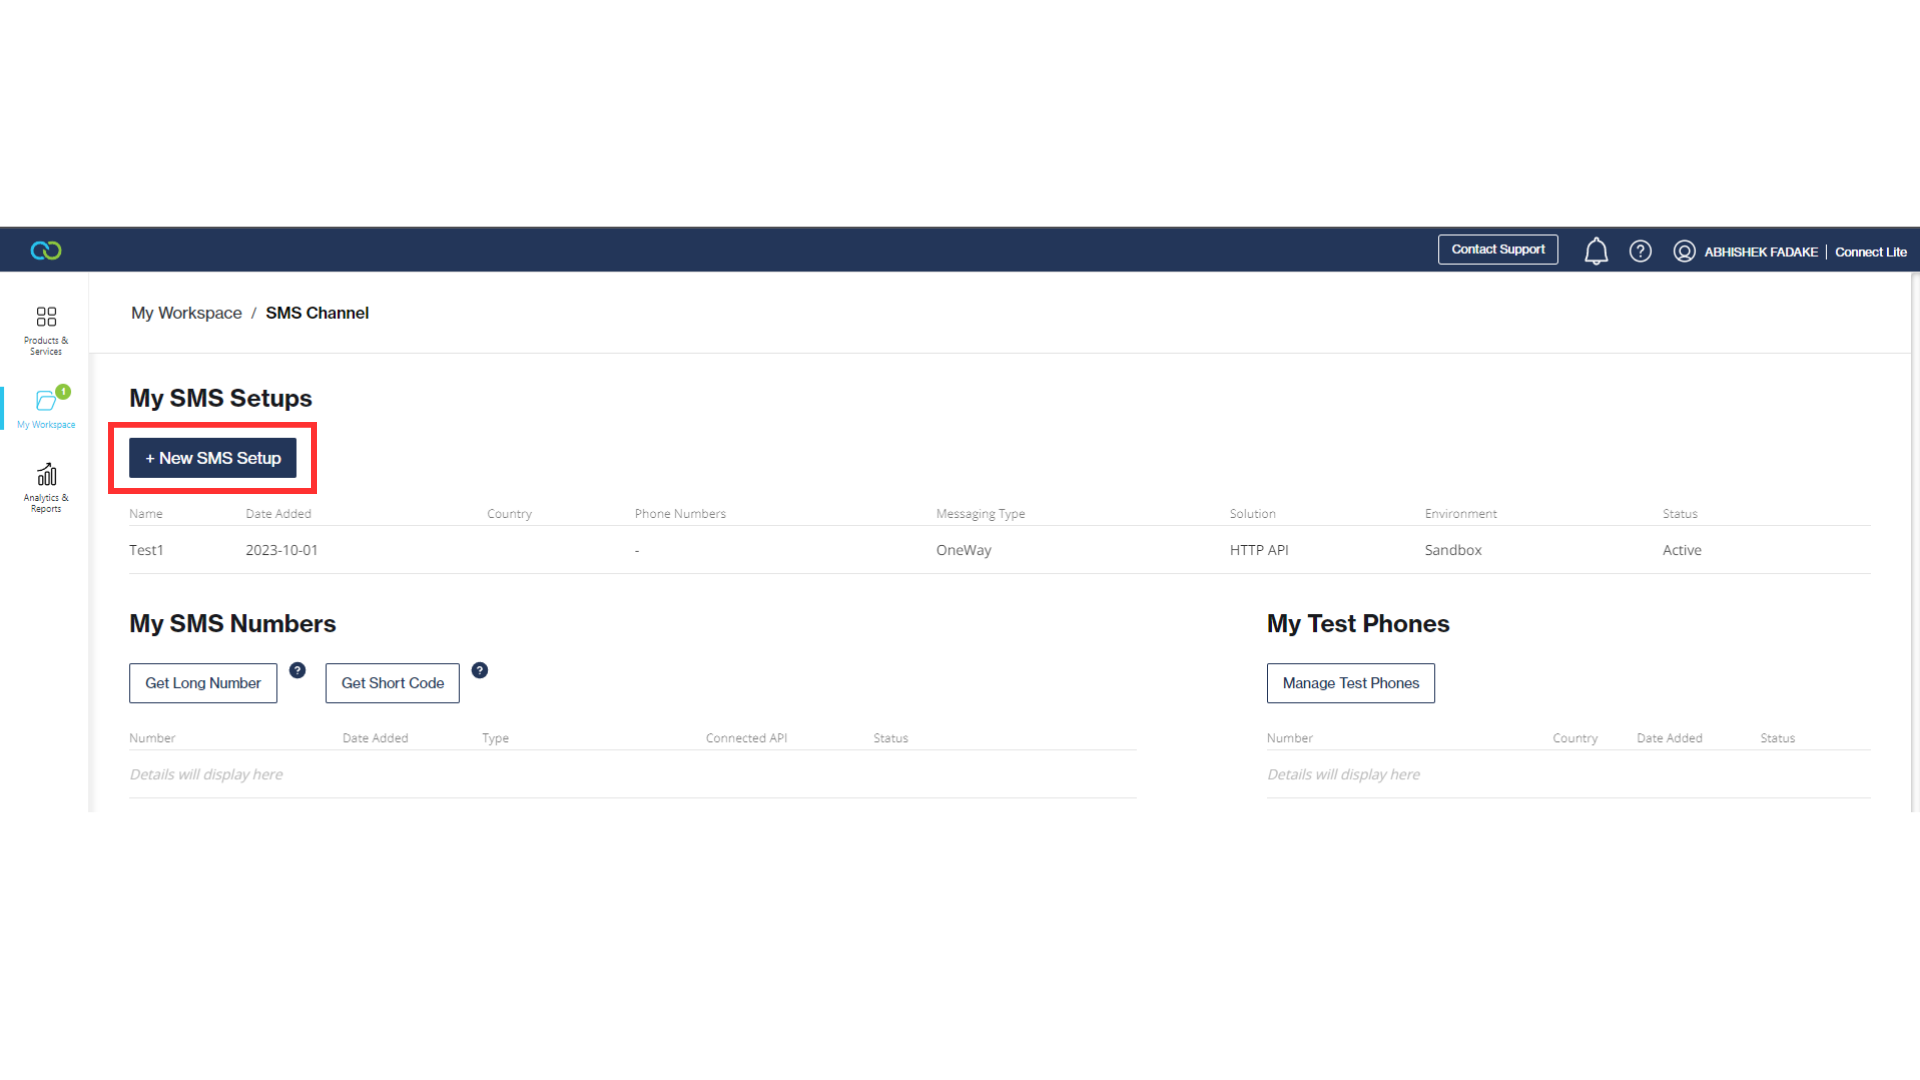 Contact Support
?
ABHISHEK FADAKE | Connect Lite
Products &
Services
1
My Workspace
Analytics &
Reports
My Workspace / SMS Channel
My SMS Setups
+ New SMS Setup
Name Date Added Country Phone Numbers Messaging Type Solution Environment Status
Test1 2023-10-01 - OneWay HTTP API Sandbox Active
My SMS Numbers
Get Long Number ? Get Short Code ?
Number Date Added Type Connected API Status
Details will display here
My Test Phones
Manage Test Phones
Number Country Date Added Status
Details will display here